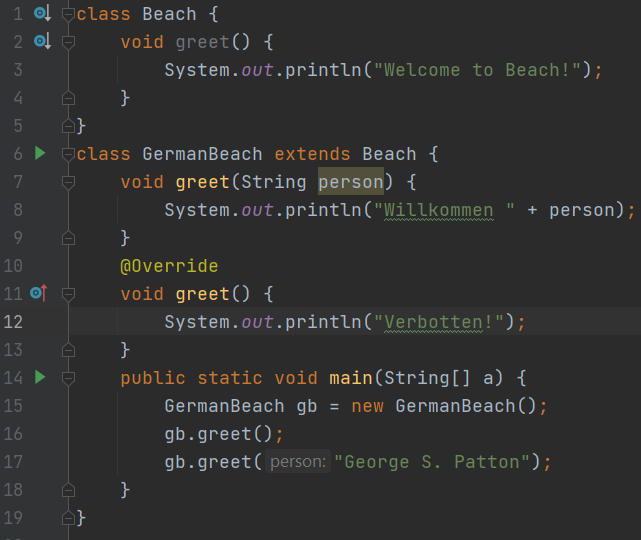 1 class Beach {
2     void greet() {
3         System.out.println("Welcome to Beach!");
4     }
5 }
6 class GermanBeach extends Beach {
7     void greet(String person) {
8         System.out.println("Willkommen " + person);
9     }
10     @Override
11     void greet() {
12         System.out.println("Verbotten!");
13     }
14     public static void main(String[] a) {
15         GermanBeach gb = new GermanBeach();
16         gb.greet();
17         gb.greet( person: "George S. Patton");
18     }
19 }